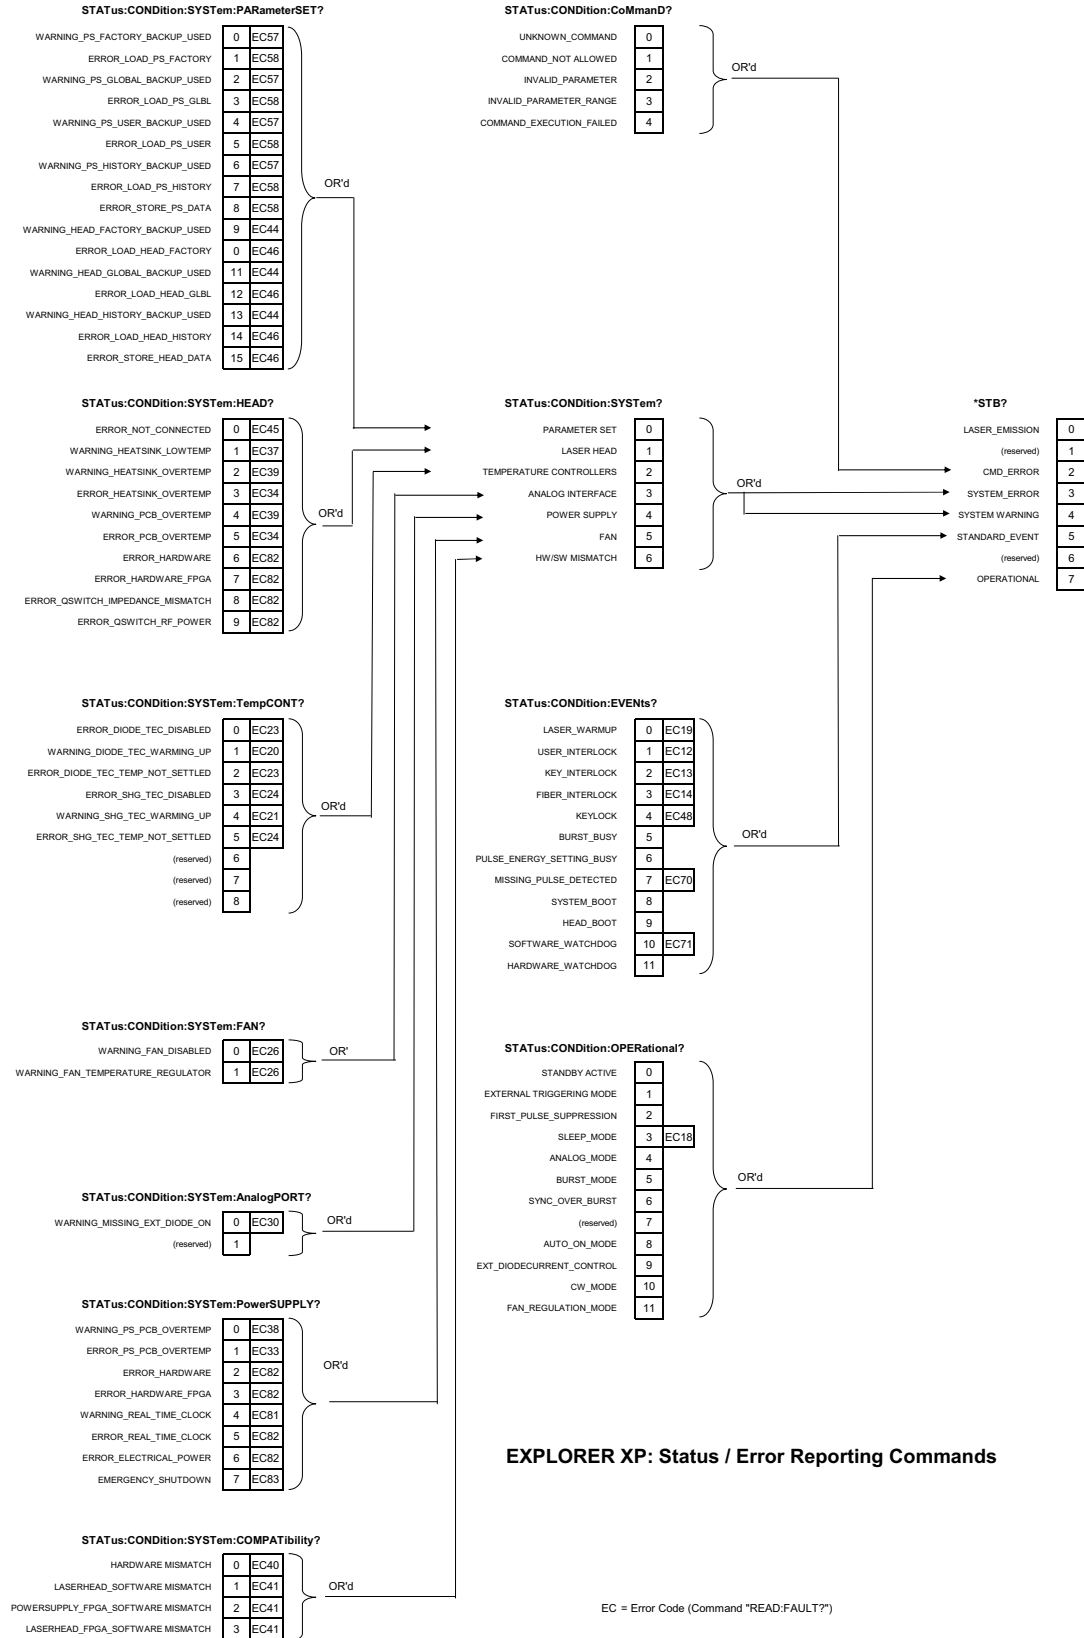 STATus:CONDition:SYSTem:PARameterSET?
WARNING_PS_FACTORY_BACKUP_USED 0 EC57
ERROR_LOAD_PS_FACTORY 1 EC58
WARNING_PS_GLOBAL_BACKUP_USED 2 EC57
ERROR_LOAD_PS_GLBL 3 EC58
WARNING_PS_USER_BACKUP_USED 4 EC57
ERROR_LOAD_PS_USER 5 EC58
WARNING_PS_HISTORY_BACKUP_USED 6 EC57
ERROR_LOAD_PS_HISTORY 7 EC58
ERROR_STORE_PS_DATA 8 EC58
WARNING_HEAD_FACTORY_BACKUP_USED 9 EC44
ERROR_LOAD_HEAD_FACTORY 0 EC46
WARNING_HEAD_GLOBAL_BACKUP_USED 11 EC44
ERROR_LOAD_HEAD_GLBL 12 EC46
WARNING_HEAD_HISTORY_BACKUP_USED 13 EC44
ERROR_LOAD_HEAD_HISTORY 14 EC46
ERROR_STORE_HEAD_DATA 15 EC46
OR'd
STATus:CONDition:CoMmanD?
UNKNOWN_COMMAND 0
COMMAND_NOT ALLOWED 1
INVALID_PARAMETER 2
INVALID_PARAMETER_RANGE 3
COMMAND_EXECUTION_FAILED 4
OR'd
STATus:CONDition:SYSTem:HEAD?
ERROR_NOT_CONNECTED 0 EC45
WARNING_HEATSINK_LOWTEMP 1 EC37
WARNING_HEATSINK_OVERTEMP 2 EC39
ERROR_HEATSINK_OVERTEMP 3 EC34
WARNING_PCB_OVERTEMP 4 EC39
ERROR_PCB_OVERTEMP 5 EC34
ERROR_HARDWARE 6 EC82
ERROR_HARDWARE_FPGA 7 EC82
ERROR_QSWITCH_IMPEDANCE_MISMATCH 8 EC82
ERROR_QSWITCH_RF_POWER 9 EC82
OR'd
STATus:CONDition:SYSTem?
PARAMETER SET 0
LASER HEAD 1
TEMPERATURE CONTROLLERS 2
ANALOG INTERFACE 3
POWER SUPPLY 4
FAN 5
HW/SW MISMATCH 6
OR'd
*STB?
LASER_EMISSION 0
(reserved) 1
CMD_ERROR 2
SYSTEM_ERROR 3
SYSTEM WARNING 4
STANDARD_EVENT 5
(reserved) 6
OPERATIONAL 7
STATus:CONDition:SYSTem:TempCONT?
ERROR_DIODE_TEC_DISABLED 0 EC23
WARNING_DIODE_TEC_WARMING_UP 1 EC20
ERROR_DIODE_TEC_TEMP_NOT_SETTLED 2 EC23
ERROR_SHG_TEC_DISABLED 3 EC24
WARNING_SHG_TEC_WARMING_UP 4 EC21
ERROR_SHG_TEC_TEMP_NOT_SETTLED 5 EC24
(reserved) 6
(reserved) 7
(reserved) 8
OR'd
STATus:CONDition:EVENts?
LASER_WARMUP 0 EC19
USER_INTERLOCK 1 EC12
KEY_INTERLOCK 2 EC13
FIBER_INTERLOCK 3 EC14
KEYLOCK 4 EC48
BURST_BUSY 5
PULSE_ENERGY_SETTING_BUSY 6
MISSING_PULSE_DETECTED 7 EC70
SYSTEM_BOOT 8
HEAD_BOOT 9
SOFTWARE_WATCHDOG 10 EC71
HARDWARE_WATCHDOG 11
OR'd
STATus:CONDition:SYSTem:FAN?
WARNING_FAN_DISABLED 0 EC26
WARNING_FAN_TEMPERATURE_REGULATOR 1 EC26
OR'
STATus:CONDition:OPERational?
STANDBY ACTIVE 0
EXTERNAL TRIGGERING MODE 1
FIRST_PULSE_SUPPRESSION 2
SLEEP_MODE 3 EC18
ANALOG_MODE 4
BURST_MODE 5
SYNC_OVER_BURST 6
(reserved) 7
AUTO_ON_MODE 8
EXT_DIODECURRENT_CONTROL 9
CW_MODE 10
FAN_REGULATION_MODE 11
OR'd
STATus:CONDition:SYSTem:AnalogPORT?
WARNING_MISSING_EXT_DIODE_ON 0 EC30
(reserved) 1
OR'd
STATus:CONDition:SYSTem:PowerSUPPLY?
WARNING_PS_PCB_OVERTEMP 0 EC38
ERROR_PS_PCB_OVERTEMP 1 EC33
ERROR_HARDWARE 2 EC82
ERROR_HARDWARE_FPGA 3 EC82
WARNING_REAL_TIME_CLOCK 4 EC81
ERROR_REAL_TIME_CLOCK 5 EC82
ERROR_ELECTRICAL_POWER 6 EC82
EMERGENCY_SHUTDOWN 7 EC83
OR'd
EXPLORER XP: Status / Error Reporting Commands
STATus:CONDition:SYSTem:COMPATibility?
HARDWARE MISMATCH 0 EC40
LASERHEAD_SOFTWARE MISMATCH 1 EC41
POWERSUPPLY_FPGA_SOFTWARE MISMATCH 2 EC41
LASERHEAD_FPGA_SOFTWARE MISMATCH 3 EC41
OR'd
EC = Error Code (Command "READ:FAULT?")